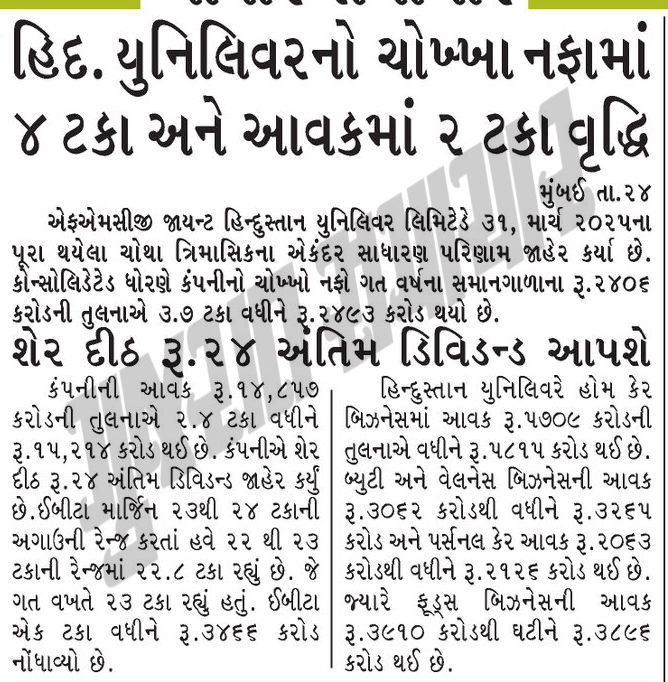 હિંદ. યુનિલિવરનો ચોખ્ખા નફામાં
૪ ટકા અને આવકમાં ૨ ટકા વૃદ્ધિ
મુંબઈ તા.૨૪
એફએમસીજી જાયન્ટ હિન્દુસ્તાન યુનિલિવર લિમિટેડે ૩૧, માર્ચ ૨૦૨૫ના
પૂરા થયેલા ચોથા ત્રિમાસિકના એકંદર સાધારણ પરિણામ જાહેર કર્યા છે.
કોન્સોલિડેટેડ ધોરણે કંપનીનો ચોખ્ખો નફો ગત વર્ષના સમાનગાળાના રૂ.૨૪૦૬
કરોડની તુલનાએ ૩.૭ ટકા વધીને રૂ.૨૪૯૩ કરોડ થયો છે.
શેર દીઠ રૂ.૨૪ અંતિમ ડિવિડન્ડ આપશે
કંપનીની આવક રૂ.૧૪,૮૫૭
કરોડની તુલનાએ ૨.૪ ટકા વધીને
રૂ.૧૫,૨૧૪ કરોડ થઈ છે. કંપનીએ શેર
દીઠ રૂ.૨૪ અંતિમ ડિવિડન્ડ જાહેર કર્યું
છે.ઈબીટા માર્જિન ૨૩થી ૨૪ ટકાની
અગાઉની રેન્જ કરતાં હવે ૨૨ થી ૨૩
ટકાની રેન્જમાં ૨૨.૮ ટકા રહ્યું છે. જે
ગત વખતે ૨૩ ટકા રહ્યું હતું. ઈબીટા
એક ટકા વધીને રૂ.૩૪૬૬ કરોડ
નોંધાવ્યો છે.
હિન્દુસ્તાન યુનિલિવરે હોમ કેર
બિઝનેસમાં આવક રૂ.૫૭૦૯ કરોડની
તુલનાએ વધીને રૂ.૫૮૧૫ કરોડ થઈ છે.
બ્યુટી અને વેલનેસ બિઝનેસની આવક
રૂ.૩૦૬૨ કરોડથી વધીને રૂ.૩૨૬૫
કરોડ અને પર્સનલ કેર આવક રૂ.૨૦૬૩
કરોડથી વધીને રૂ.૨૧૨૬ કરોડ થઈ છે.
જ્યારે ફૂડ્સ બિઝનેસની આવક
રૂ.૩૯૧૦ કરોડથી ઘટીને રૂ.૩૮૯૬
કરોડ થઈ છે.